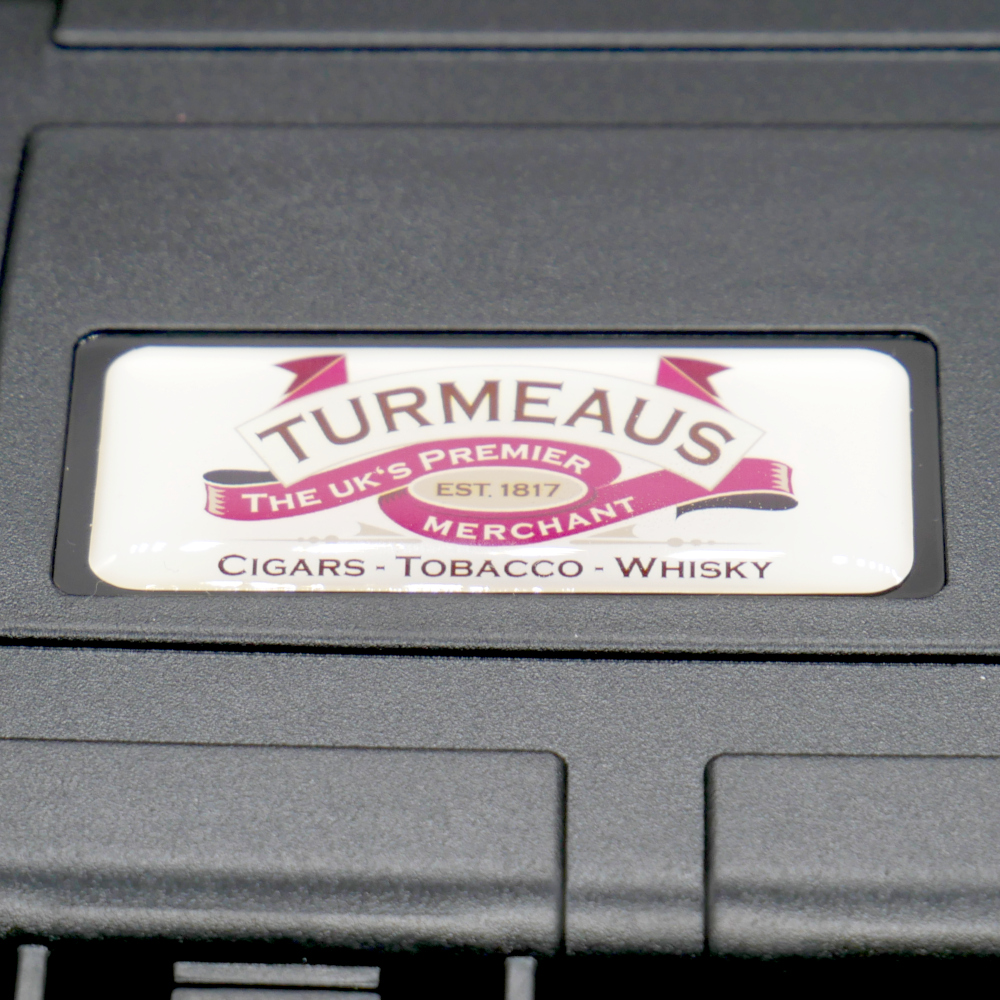 TURMEAUS
THE UK'S PREMIER
EST. 1817
MERCHANT
CIGARS - TOBACCO - WHISKY